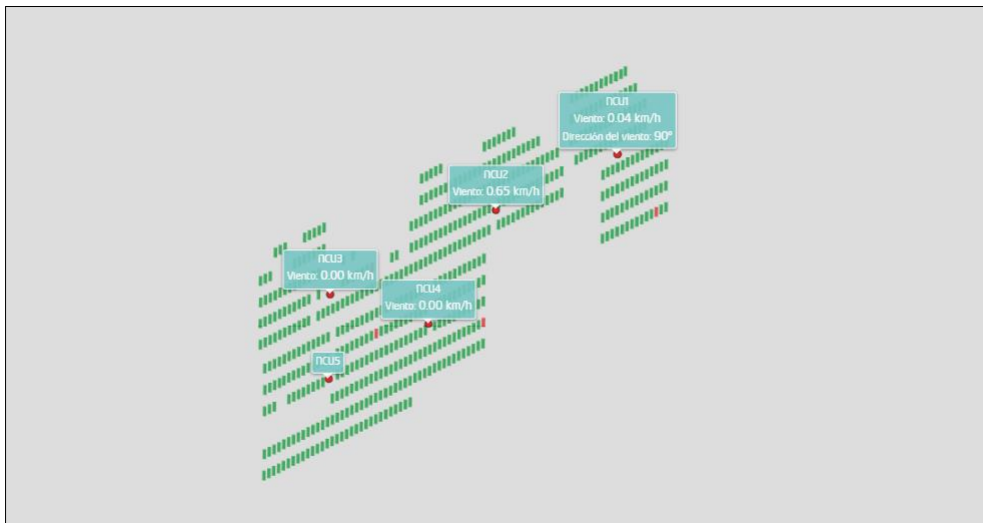 NCU1
Viento: 0.04 km/h
Dirección del viento: 90°
NCU2
Viento: 0.65 km/h
NCU3
Viento: 0.00 km/h
NCU4
Viento: 0.00 km/h
NCU5